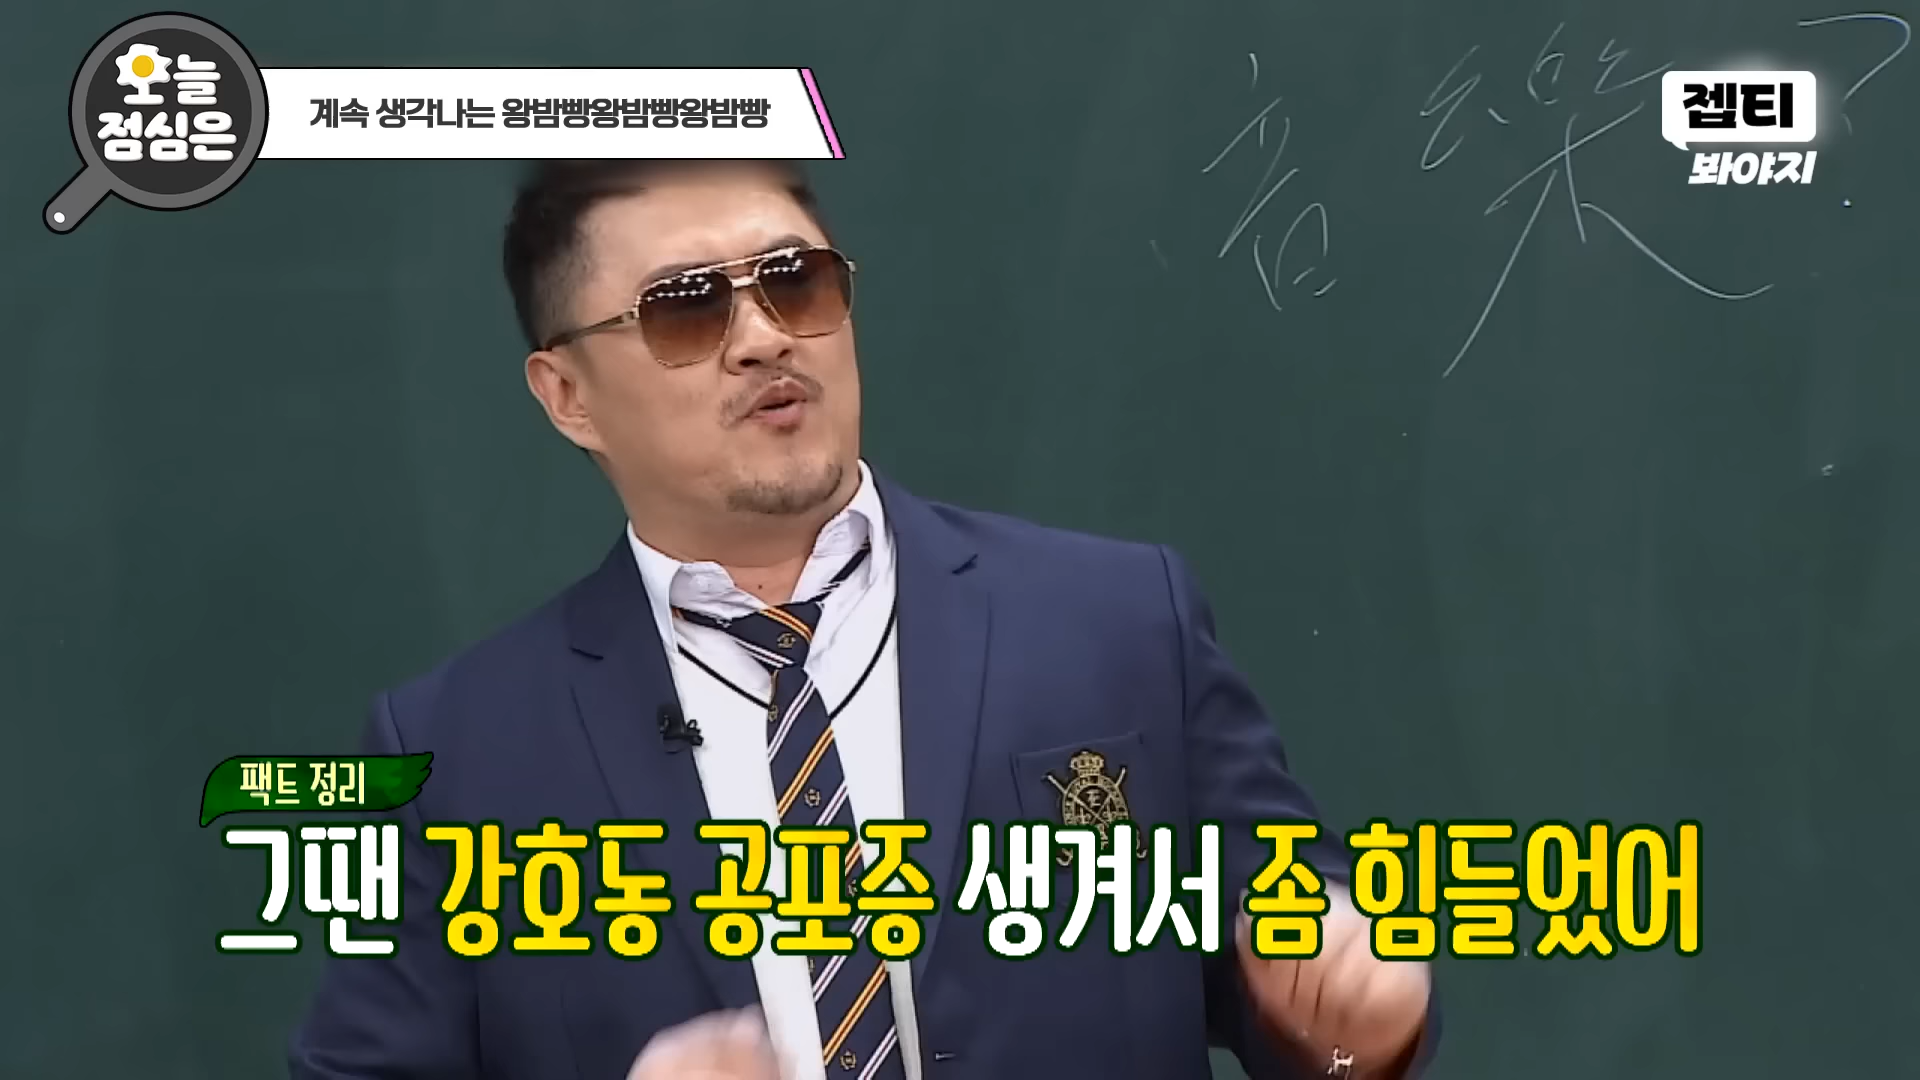 오늘
점심은
계속 생각나는 왕밤빵왕밤빵왕밤빵
젭티
봐야지
音樂?
팩트 정리
그땐 강호동 공포증 생겨서 좀 힘들었어